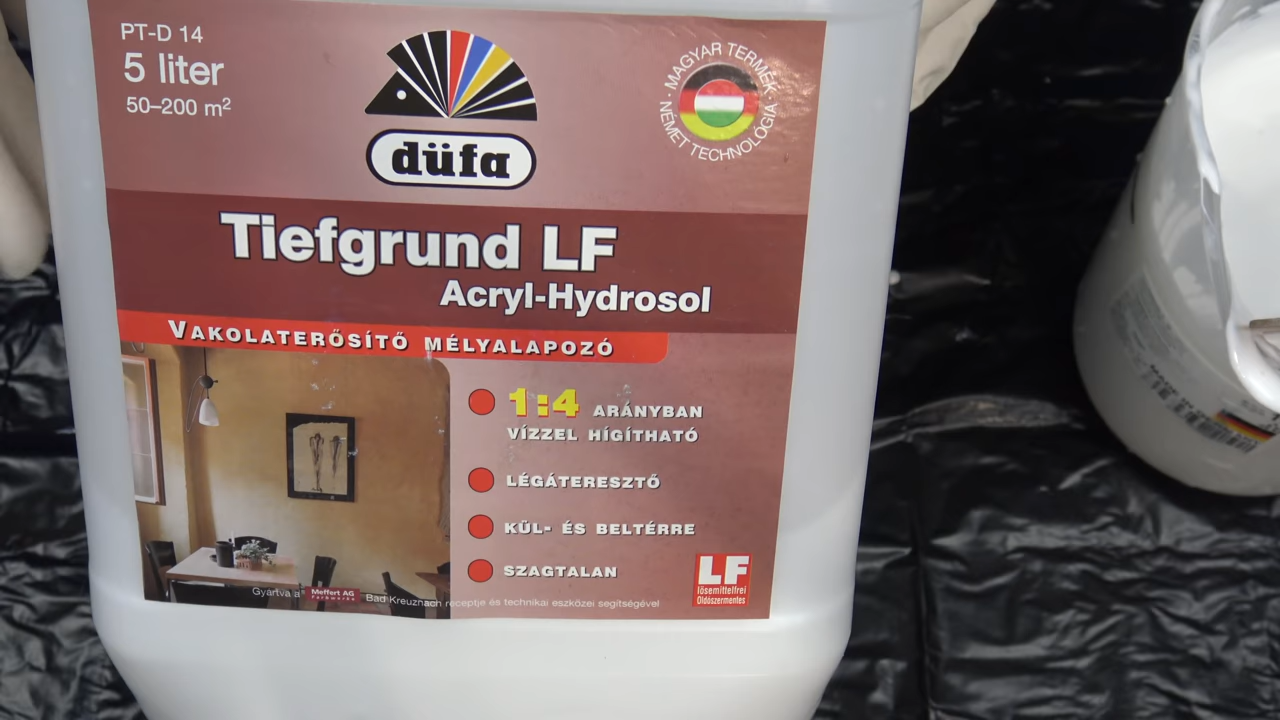 PT-D 14
5 liter
50–200 m²
düfa
· MAGYAR TERMÉK ·
NÉMET TECHNOLÓGIA
Tiefgrund LF
Acryl-Hydrosol
VAKOLATERŐSÍTŐ MÉLYALAPOZÓ
1:4 ARÁNYBAN
VÍZZEL HÍGÍTHATÓ
LÉGÁTERESZTŐ
KÜL- ÉS BELTÉRRE
SZAGTALAN
LF
lösemittelfrei
Oldószermentes
Gyártva a Meffert AG Farbwerke Bad Kreuznach receptje és technikai eszközei segítségével